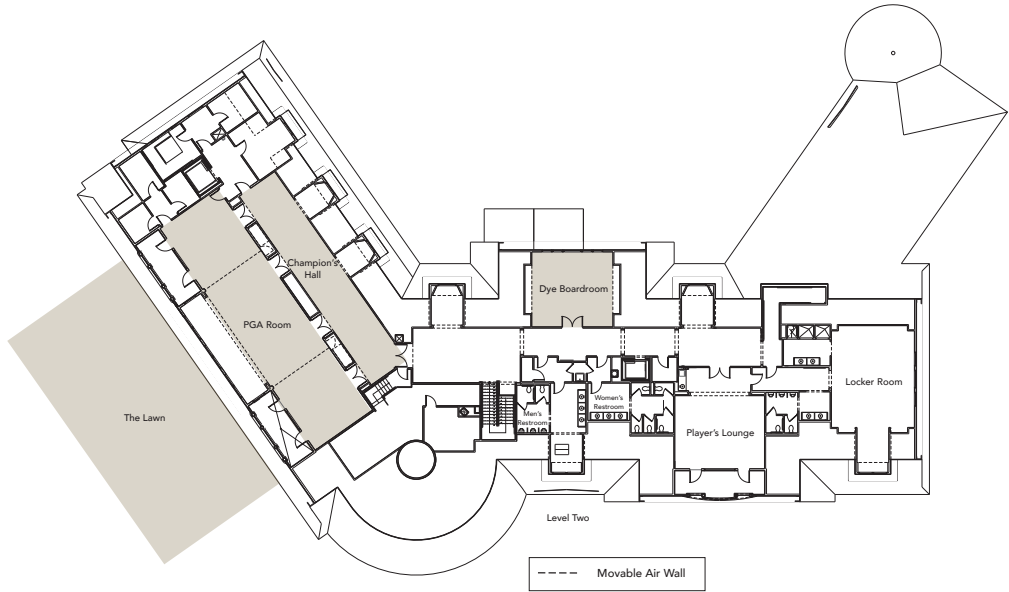 Champion's
Hall
Dye Boardroom
PGA Room
Locker Room
Women's
Restroom
Men's
Restroom
The Lawn
Player's Lounge
Level Two
Movable Air Wall